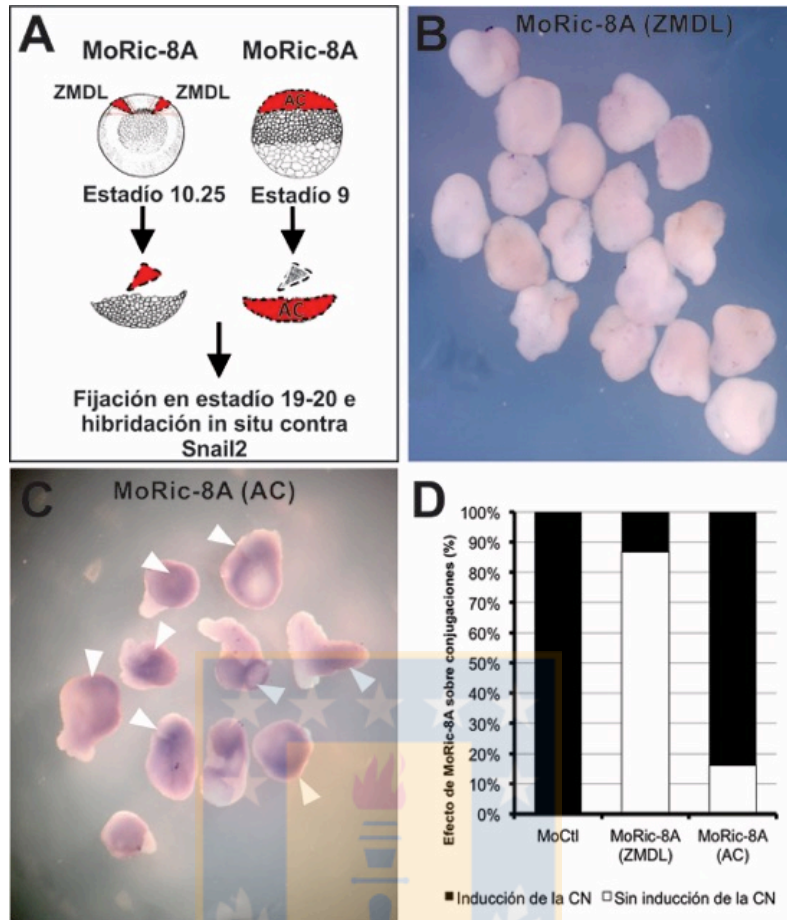 A
MoRic-8A
MoRic-8A
ZMDL
ZMDL
AC
Estadío 10.25
Estadío 9
AC
Fijación en estadío 19-20 e
hibridación in situ contra
Snail2
B
MoRic-8A (ZMDL)
C
MoRic-8A (AC)
D
Efecto de MoRic-8A sobre conjugaciones (%)
100%
90%
80%
70%
60%
50%
40%
30%
20%
10%
0%
MoCtl
MoRic-8A
(ZMDL)
MoRic-8A
(AC)
Inducción de la CN
Sin inducción de la CN